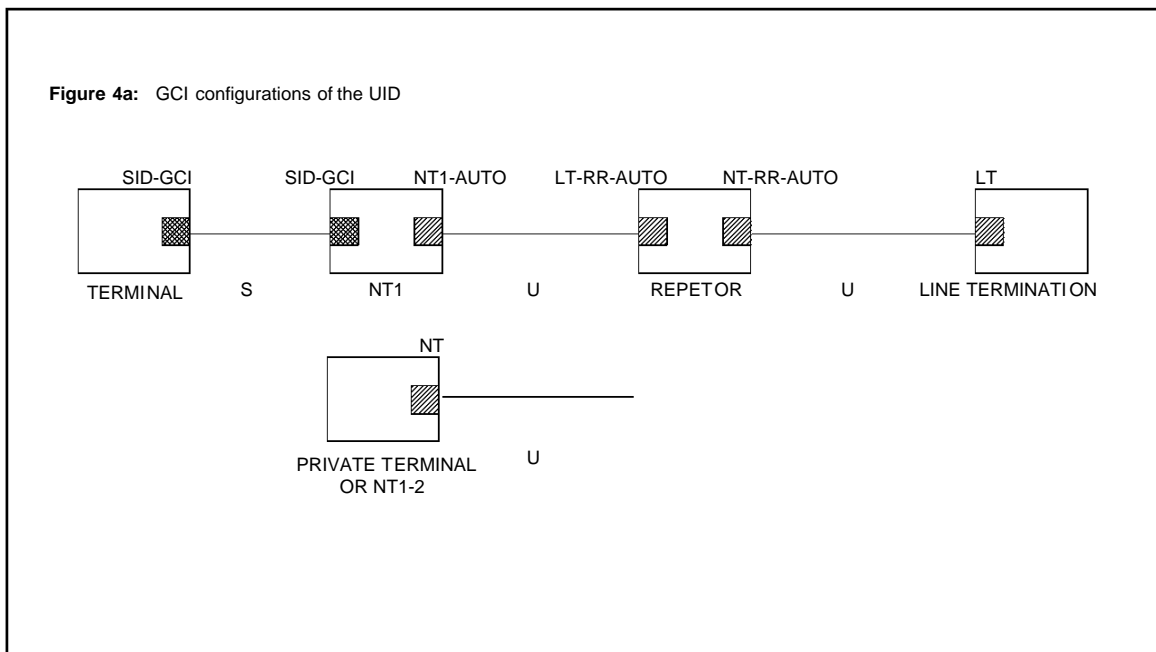 Figure 4a: GCI configurations of the UID
SID-GCI SID-GCI NT1-AUTO LT-RR-AUTO NT-RR-AUTO LT
TERMINAL S NT1 U REPETOR U LINE TERMINATION
NT
PRIVATE TERMINAL U
OR NT1-2